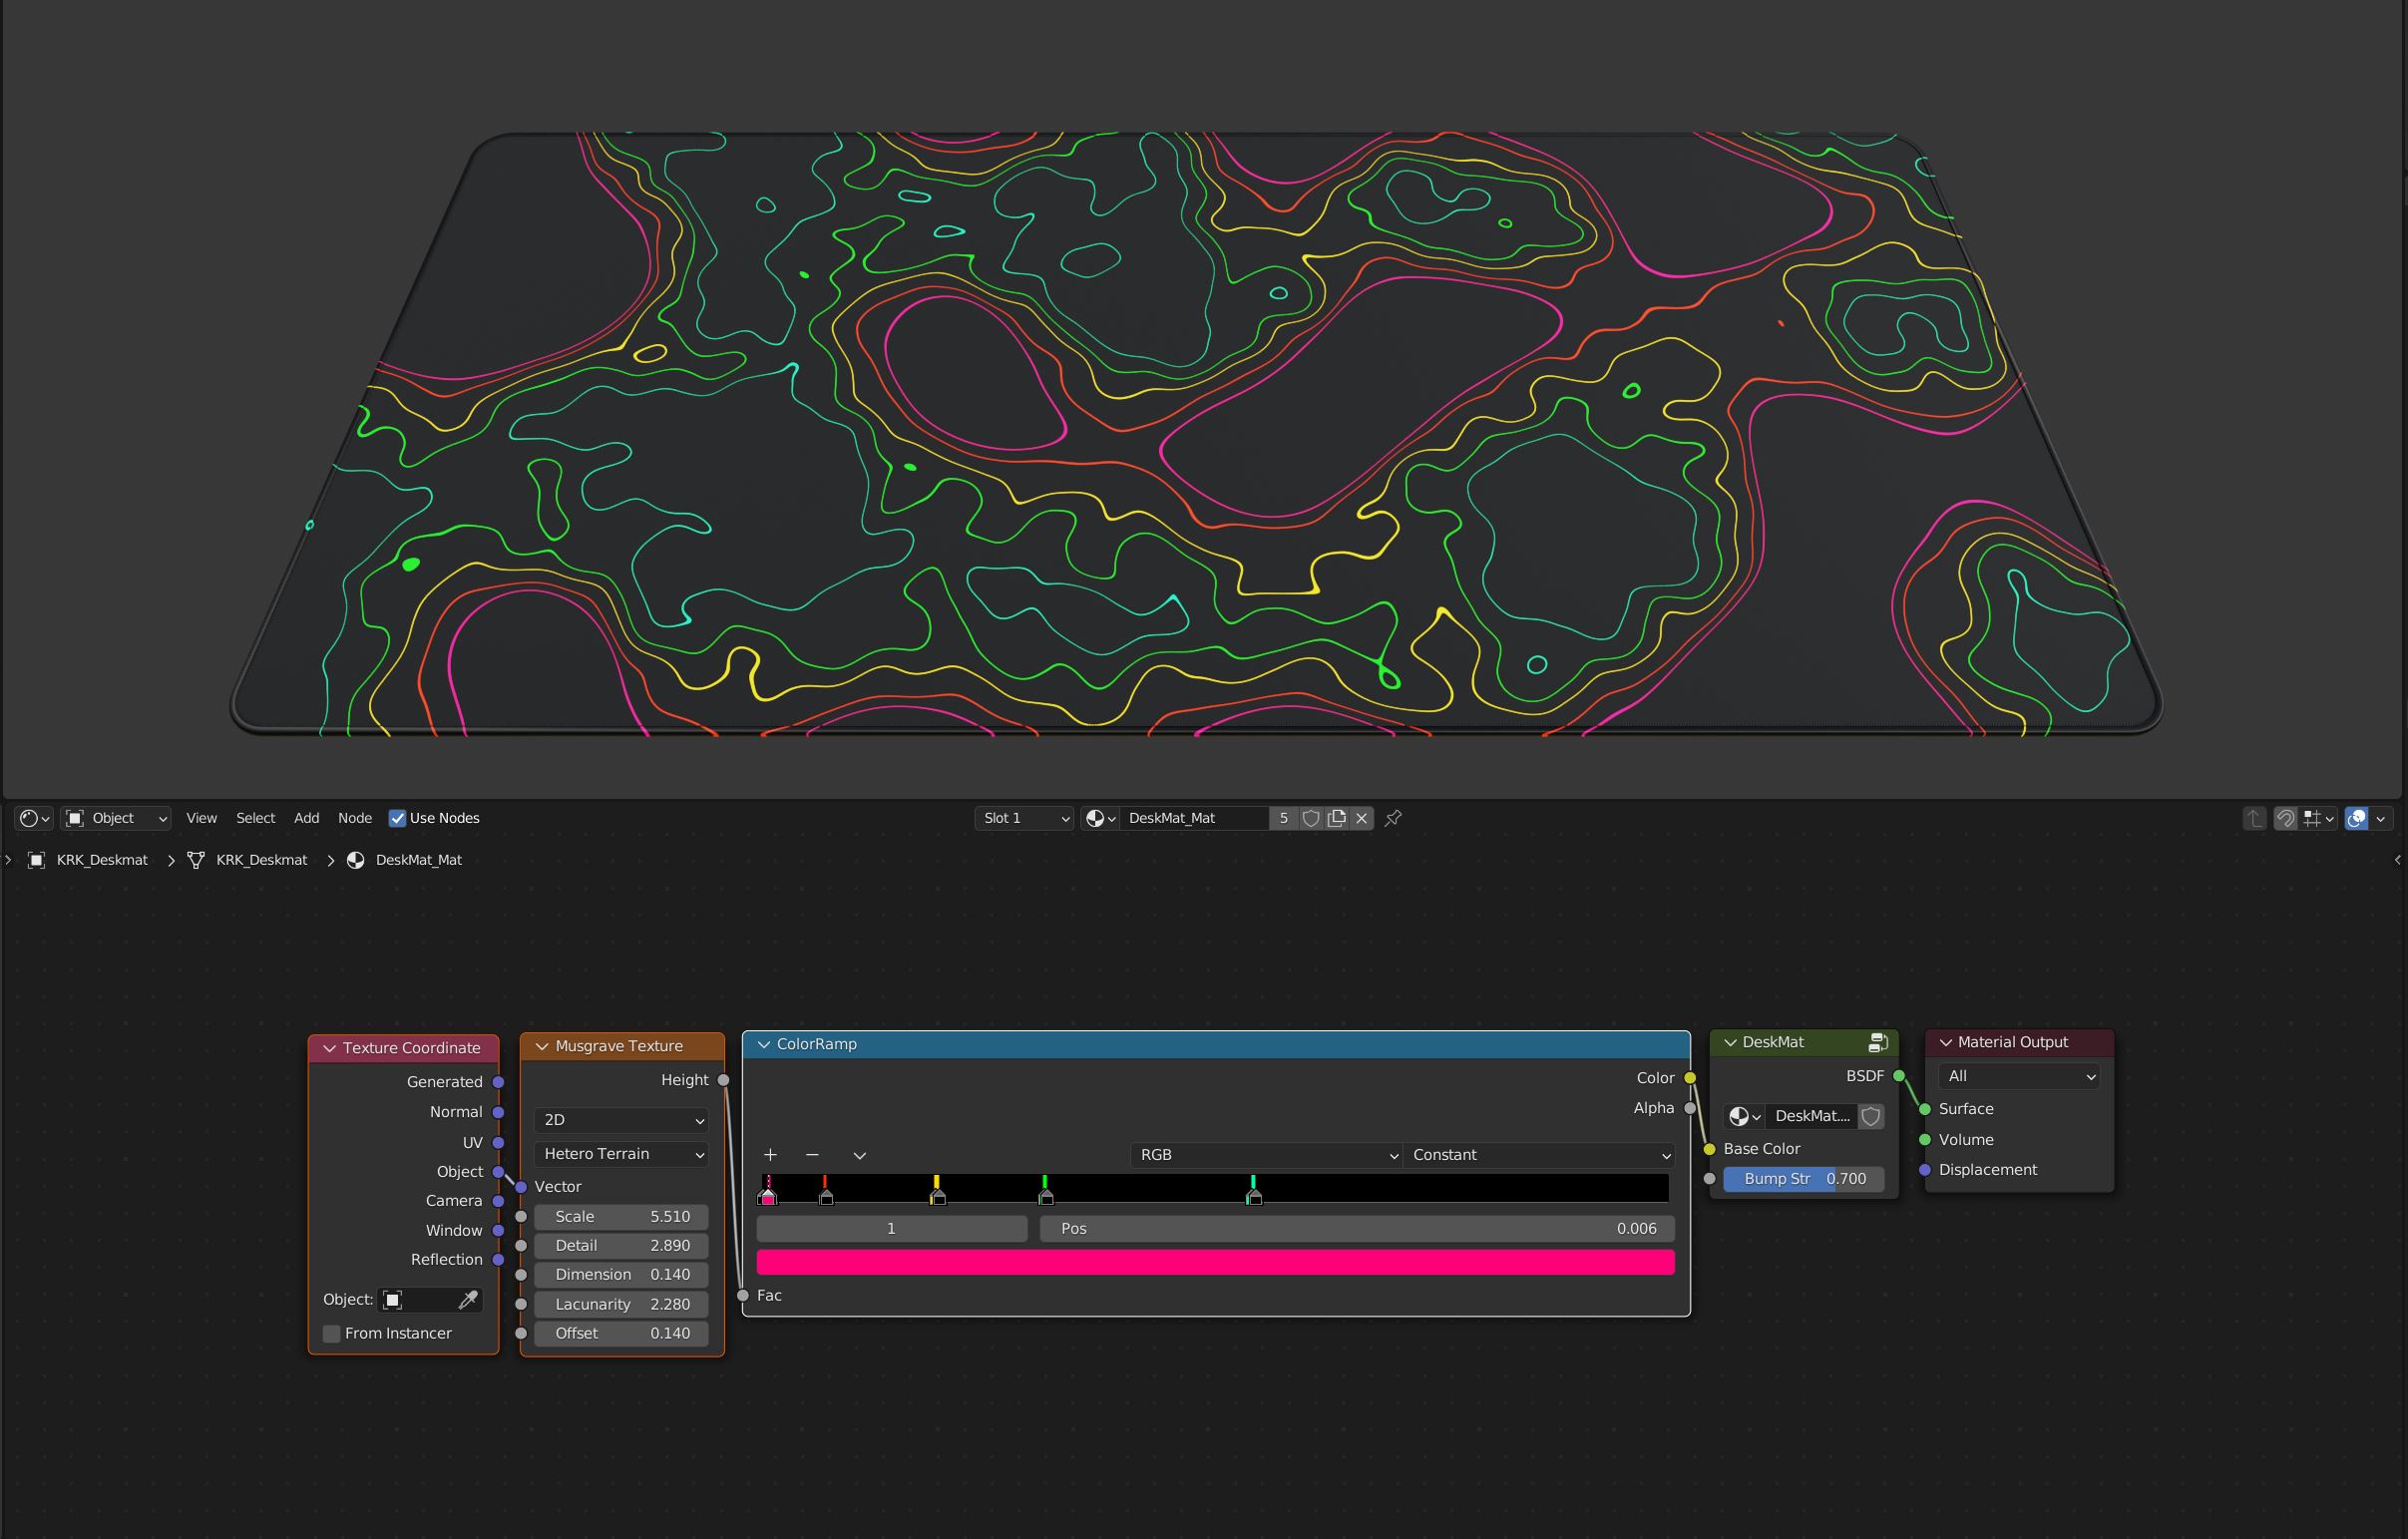 Object View Select Add Node Use Nodes Slot 1 DeskMat_Mat 5
KRK_Deskmat KRK_Deskmat DeskMat_Mat
Texture Coordinate
Generated
Normal
UV
Object
Camera
Window
Reflection
Object:
From Instancer
Musgrave Texture
Height
2D
Hetero Terrain
Vector
Scale 5.510
Detail 2.890
Dimension 0.140
Lacunarity 2.280
Offset 0.140
ColorRamp
Color
Alpha
RGB Constant
1 Pos 0.006
Fac
DeskMat
BSDF
DeskMat...
Base Color
Bump Str 0.700
Material Output
All
Surface
Volume
Displacement